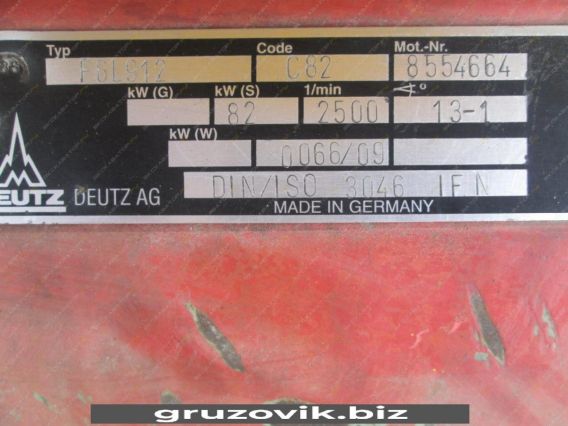 Typ Code Mot.-Nr.
F6L912 C82 8554664
kW (G) kW (S) 1/min °
82 2500 13-1
kW (W)
0066/09
DEUTZ DEUTZ AG DIN/ISO 3046 IFN
MADE IN GERMANY
gruzovik.biz